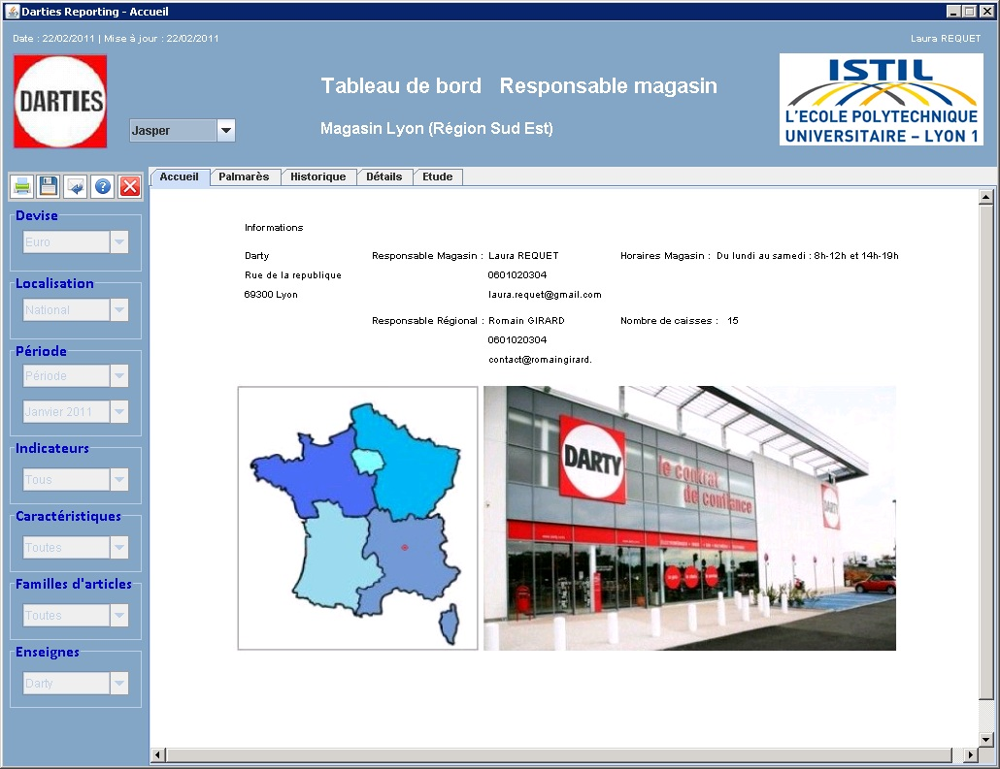 Darties Reporting - Accueil
Date : 22/02/2011 | Mise à jour : 22/02/2011
Laura REQUET
DARTIES
Tableau de bord Responsable magasin
Jasper
Magasin Lyon (Région Sud Est)
ISTIL
L'ECOLE POLYTECHNIQUE
UNIVERSITAIRE – LYON 1
Accueil Palmarès Historique Détails Etude
Devise
Euro
Localisation
National
Période
Période
Janvier 2011
Indicateurs
Tous
Caractéristiques
Toutes
Familles d'articles
Toutes
Enseignes
Darty
Informations
Darty Responsable Magasin : Laura REQUET Horaires Magasin : Du lundi au samedi : 8h-12h et 14h-19h
Rue de la republique 0601020304
69300 Lyon laura.requet@gmail.com
Responsable Régional : Romain GIRARD Nombre de caisses : 15
0601020304
contact@romaingirard.
DARTY
le contrat
de confiance
DARTY